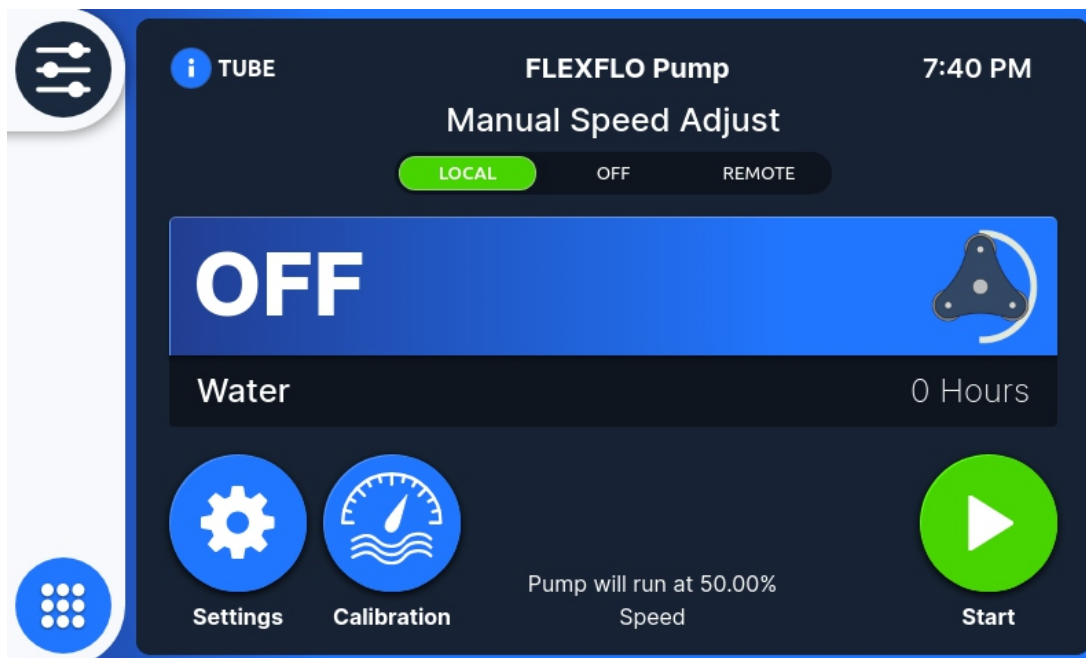 i TUBE FLEXFLO Pump 7:40 PM
Manual Speed Adjust
LOCAL OFF REMOTE
OFF
Water 0 Hours
Pump will run at 50.00%
Speed
Settings Calibration Start